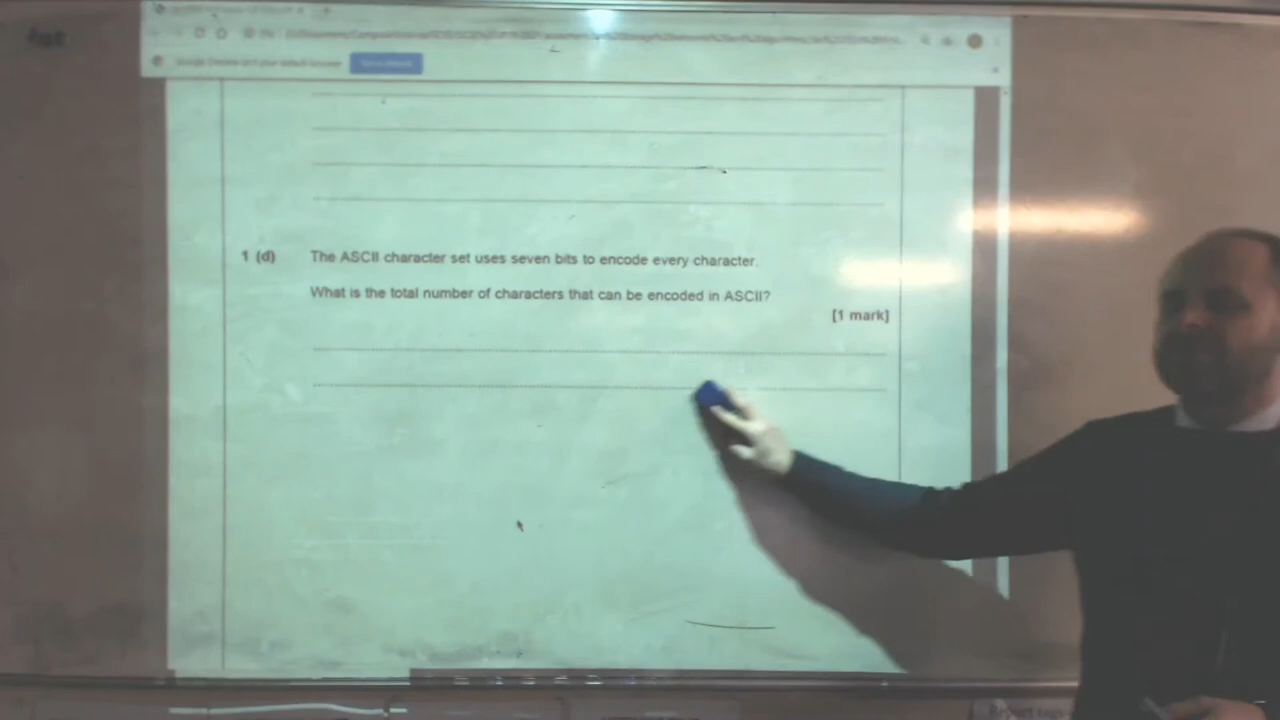 1 (d) The ASCII character set uses seven bits to encode every character.
What is the total number of characters that can be encoded in ASCII?
[1 mark]